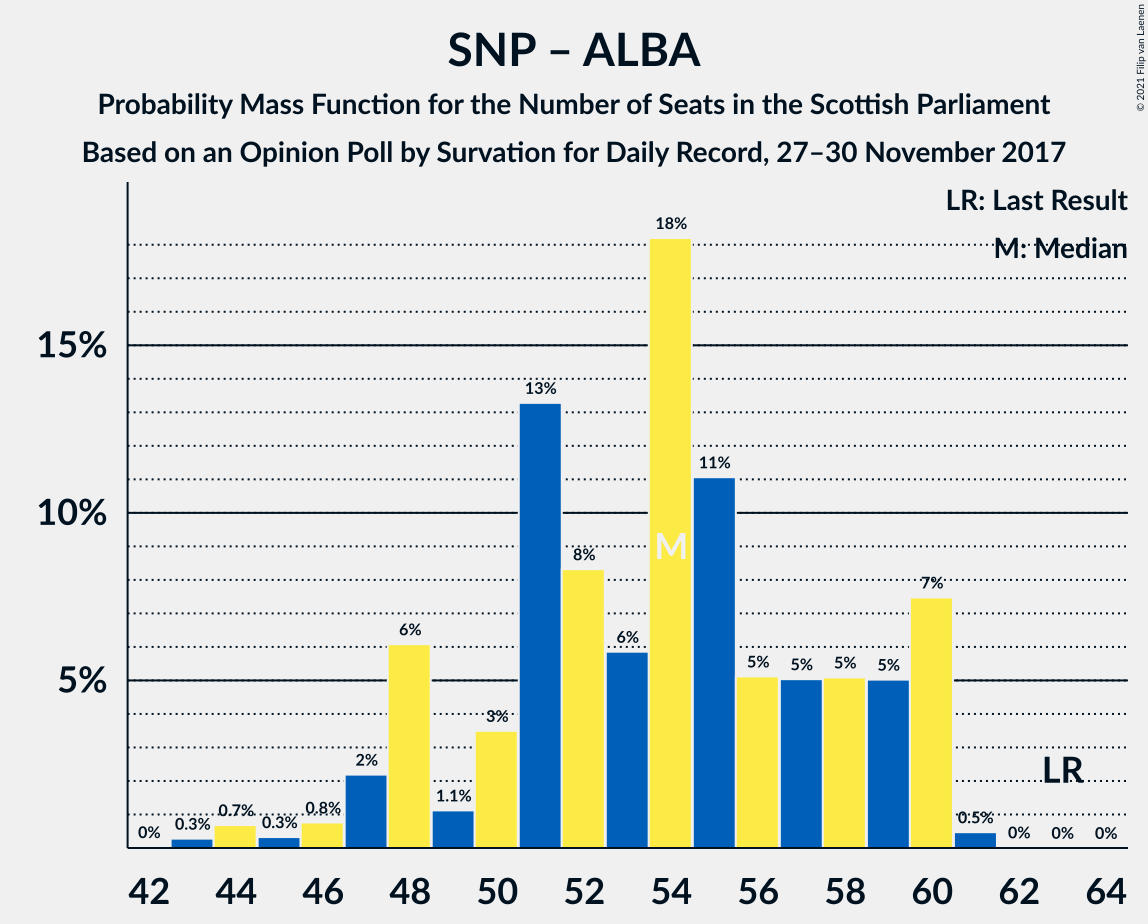 SNP – ALBA
Probability Mass Function for the Number of Seats in the Scottish Parliament
Based on an Opinion Poll by Survation for Daily Record, 27–30 November 2017
© 2021 Filip van Laenen
LR: Last Result
M: Median
15%
10%
5%
0%
0.3%
0.7%
0.3%
0.8%
2%
6%
1.1%
3%
13%
8%
6%
18%
11%
5%
5%
5%
5%
7%
0.5%
0%
0%
0%
M
LR
42 44 46 48 50 52 54 56 58 60 62 64